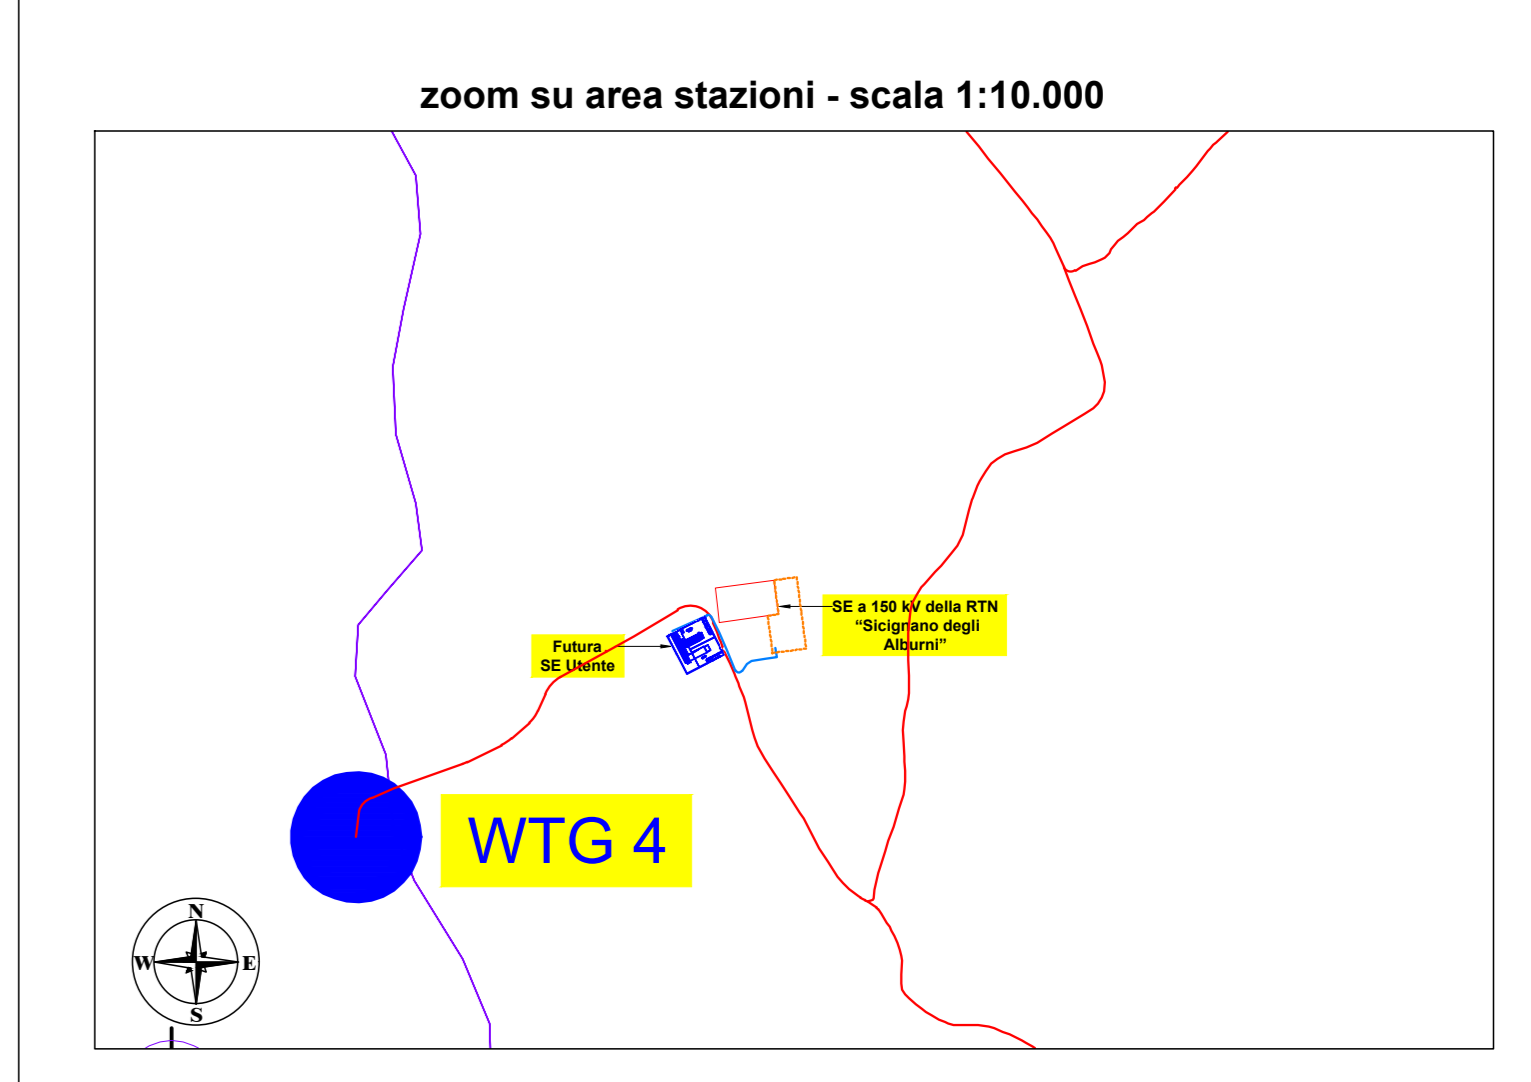 zoom su area stazioni - scala 1:10.000
SE a 150 kV della RTN
“Sicignano degli
Alburni”
Futura
SE Utente
WTG 4
N
W E
S